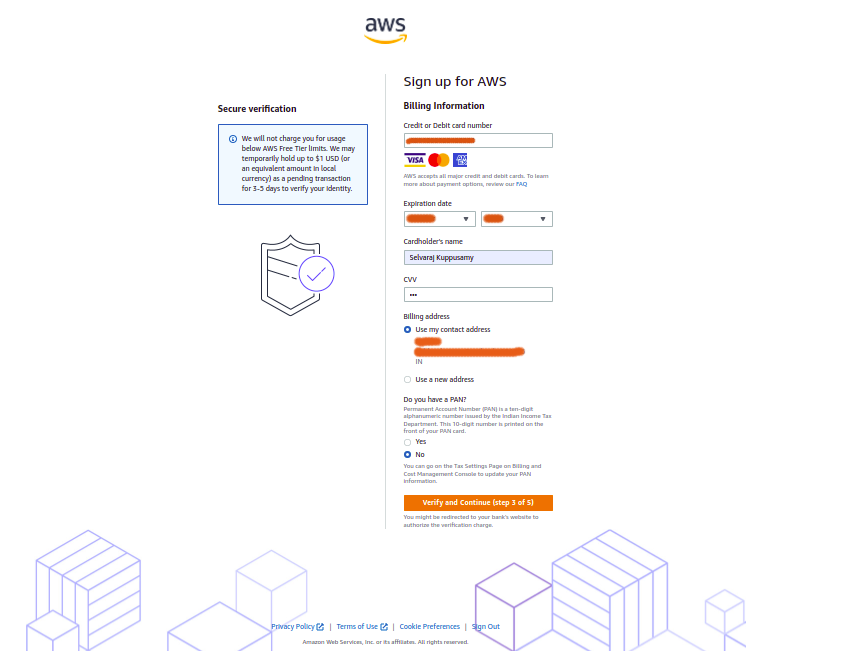 aws
Sign up for AWS
Secure verification
We will not charge you for usage
below AWS Free Tier limits. We may
temporarily hold up to $1 USD (or
an equivalent amount in local
currency) as a pending transaction
for 3-5 days to verify your identity.
Billing Information
Credit or Debit card number
VISA
AWS accepts all major credit and debit cards. To learn
more about payment options, review our FAQ
Expiration date
Cardholder's name
Selvaraj Kuppusamy
CVV
•••
Billing address
Use my contact address
IN
Use a new address
Do you have a PAN?
Permanent Account Number (PAN) is a ten-digit
alphanumeric number issued by the Indian Income Tax
Department. This 10-digit number is printed on the
front of your PAN card.
Yes
No
You can go on the Tax Settings Page on Billing and
Cost Management Console to update your PAN
information.
Verify and Continue (step 3 of 5)
You might be redirected to your bank's website to
authorize the verification charge.
Privacy Policy | Terms of Use | Cookie Preferences | Sign Out
Amazon Web Services, Inc. or its affiliates. All rights reserved.